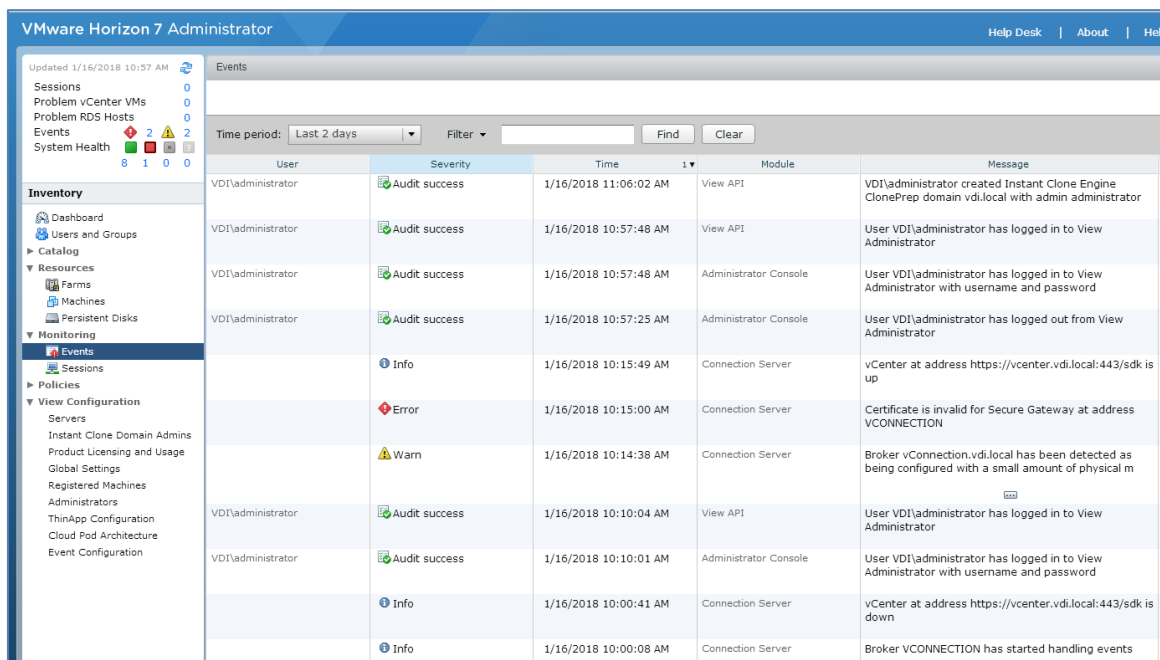 VMware Horizon 7 Administrator
Help Desk | About | Hel
Updated 1/16/2018 10:57 AM
Sessions 0
Problem vCenter VMs 0
Problem RDS Hosts 0
Events 2 2
System Health
8 1 0 0
Inventory
Dashboard
Users and Groups
Catalog
Resources
Farms
Machines
Persistent Disks
Monitoring
Events
Sessions
Policies
View Configuration
Servers
Instant Clone Domain Admins
Product Licensing and Usage
Global Settings
Registered Machines
Administrators
ThinApp Configuration
Cloud Pod Architecture
Event Configuration
Events
Time period: Last 2 days Filter Find Clear
User Severity Time 1 Module Message
VDI\administrator Audit success 1/16/2018 11:06:02 AM View API VDI\administrator created Instant Clone Engine
ClonePrep domain vdi.local with admin administrator
VDI\administrator Audit success 1/16/2018 10:57:48 AM View API User VDI\administrator has logged in to View
Administrator
VDI\administrator Audit success 1/16/2018 10:57:48 AM Administrator Console User VDI\administrator has logged in to View
Administrator with username and password
VDI\administrator Audit success 1/16/2018 10:57:25 AM Administrator Console User VDI\administrator has logged out from View
Administrator
Info 1/16/2018 10:15:49 AM Connection Server vCenter at address https://vcenter.vdi.local:443/sdk is
up
Error 1/16/2018 10:15:00 AM Connection Server Certificate is invalid for Secure Gateway at address
VCONNECTION
Warn 1/16/2018 10:14:38 AM Connection Server Broker vConnection.vdi.local has been detected as
being configured with a small amount of physical m
...
VDI\administrator Audit success 1/16/2018 10:10:04 AM View API User VDI\administrator has logged in to View
Administrator
VDI\administrator Audit success 1/16/2018 10:10:01 AM Administrator Console User VDI\administrator has logged in to View
Administrator with username and password
Info 1/16/2018 10:00:41 AM Connection Server vCenter at address https://vcenter.vdi.local:443/sdk is
down
Info 1/16/2018 10:00:08 AM Connection Server Broker VCONNECTION has started handling events